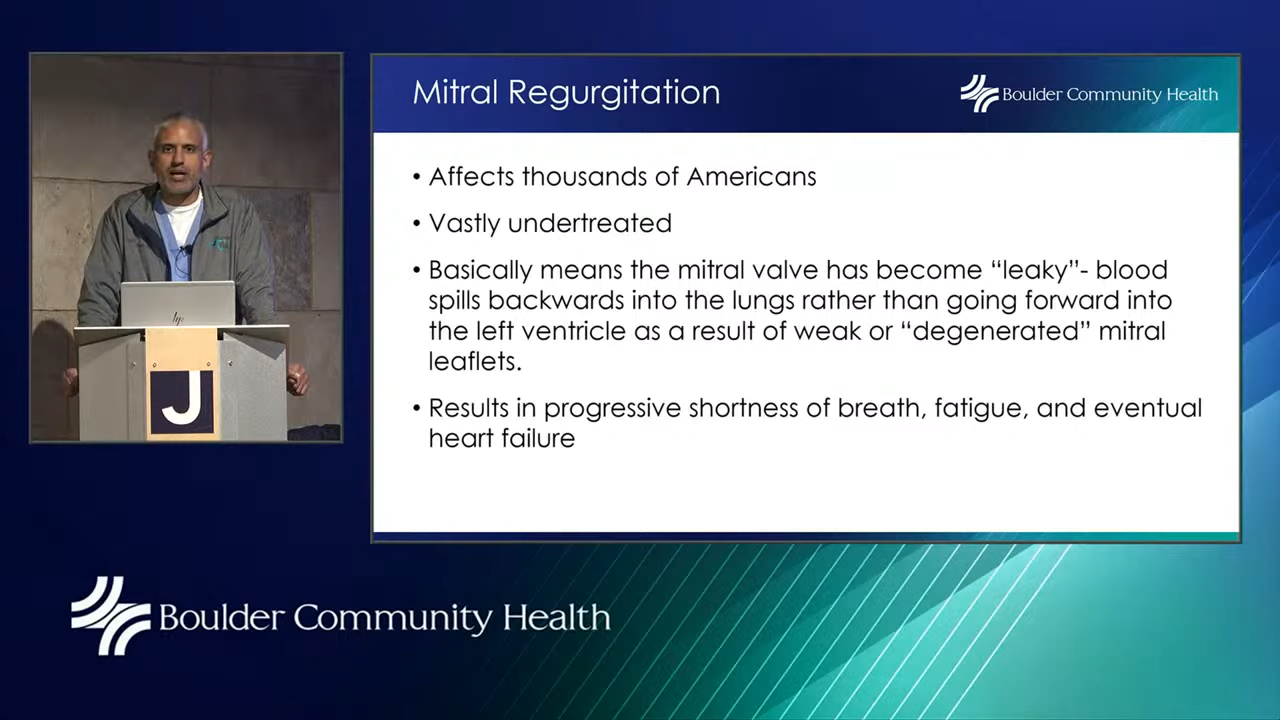 Mitral Regurgitation
Boulder Community Health
• Affects thousands of Americans
• Vastly undertreated
• Basically means the mitral valve has become “leaky”- blood
spills backwards into the lungs rather than going forward into
the left ventricle as a result of weak or “degenerated” mitral
leaflets.
• Results in progressive shortness of breath, fatigue, and eventual
heart failure
hp
J
Boulder Community Health